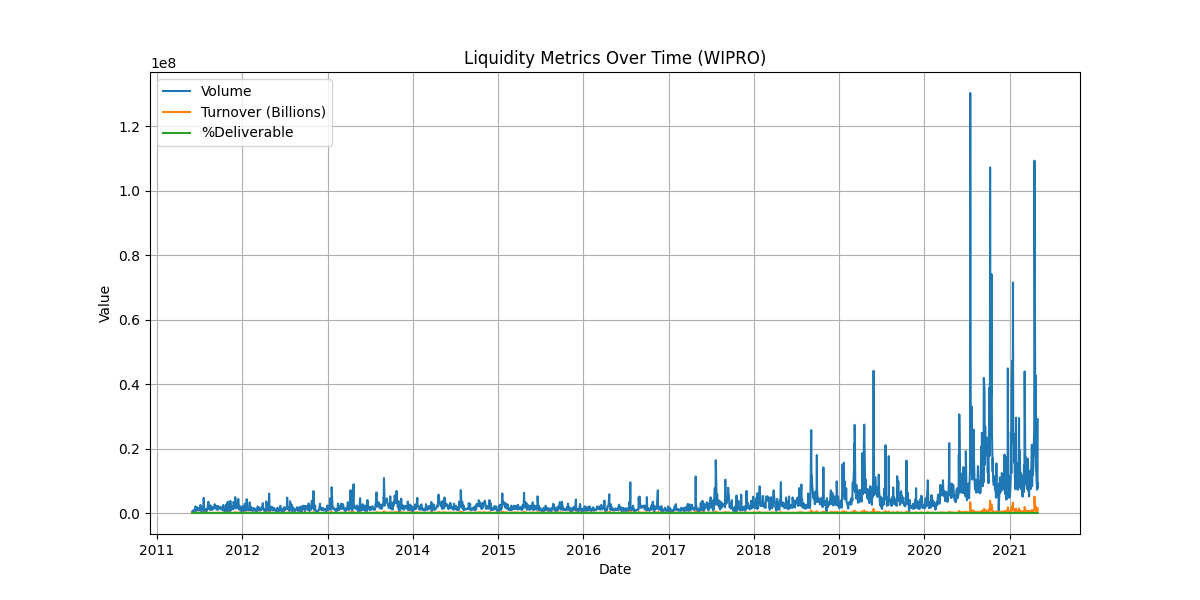 Liquidity Metrics Over Time (WIPRO)
1e8
Volume
Turnover (Billions)
%Deliverable
1.2
1.0
0.8
0.6
0.4
0.2
0.0
Value
2011 2012 2013 2014 2015 2016 2017 2018 2019 2020 2021
Date